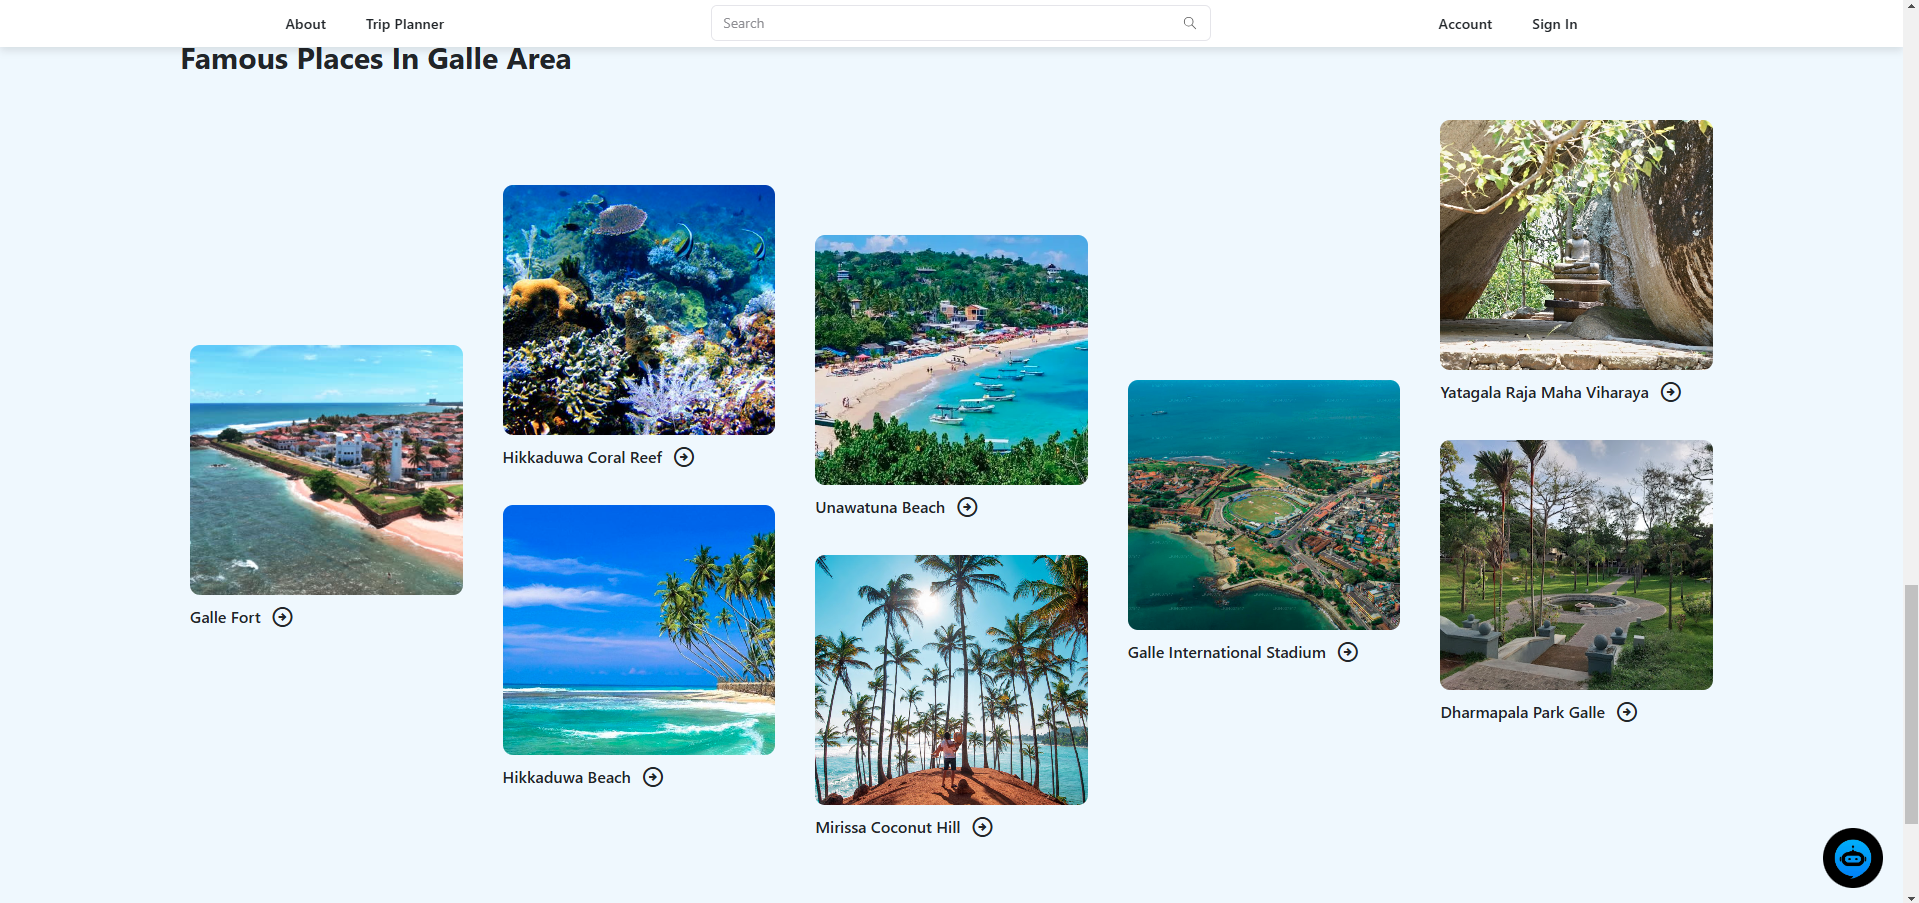 About
Trip Planner
Search
Account
Sign In
Famous Places In Galle Area
Galle Fort
Hikkaduwa Coral Reef
Hikkaduwa Beach
Unawatuna Beach
Mirissa Coconut Hill
Galle International Stadium
Yatagala Raja Maha Viharaya
Dharmapala Park Galle